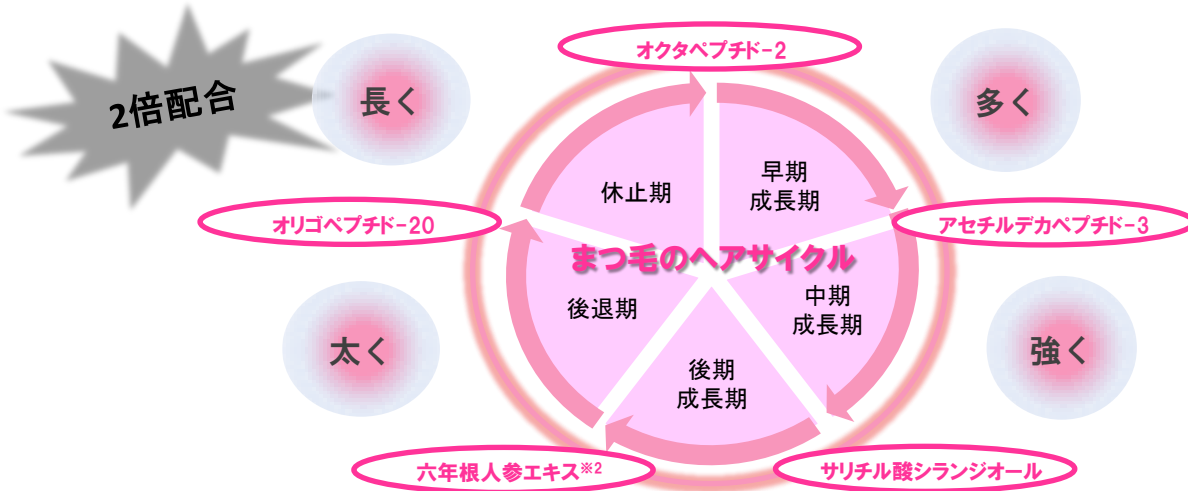 オクタペプチド-2
2倍配合
長く
多く
休止期
早期
成長期
オリゴペプチド-20
アセチルデカペプチド-3
まつ毛のヘアサイクル
後退期
中期
成長期
太く
強く
後期
成長期
六年根人参エキス※2
サリチル酸シランジオール